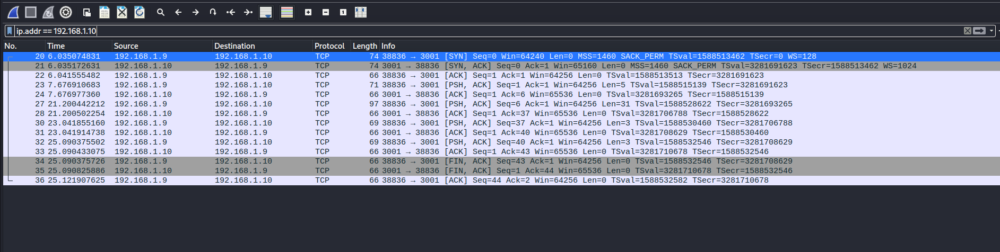 ip.addr == 192.168.1.10
No. Time Source Destination Protocol Length Info
20 6.035074831 192.168.1.9 192.168.1.10 TCP 74 38836 → 3001 [SYN] Seq=0 Win=64240 Len=0 MSS=1460 SACK_PERM TSval=1588513462 TSecr=0 WS=128
21 6.035172631 192.168.1.10 192.168.1.9 TCP 74 3001 → 38836 [SYN, ACK] Seq=0 Ack=1 Win=65160 Len=0 MSS=1460 SACK_PERM TSval=3281691623 TSecr=1588513462 WS=1024
22 6.041555482 192.168.1.9 192.168.1.10 TCP 66 38836 → 3001 [ACK] Seq=1 Ack=1 Win=64256 Len=0 TSval=1588513513 TSecr=3281691623
23 7.676910683 192.168.1.9 192.168.1.10 TCP 71 38836 → 3001 [PSH, ACK] Seq=1 Ack=1 Win=64256 Len=5 TSval=1588515139 TSecr=3281691623
24 7.676977360 192.168.1.10 192.168.1.9 TCP 66 3001 → 38836 [ACK] Seq=1 Ack=6 Win=65536 Len=0 TSval=3281693265 TSecr=1588515139
27 21.200442212 192.168.1.9 192.168.1.10 TCP 97 38836 → 3001 [PSH, ACK] Seq=6 Ack=1 Win=64256 Len=31 TSval=1588528622 TSecr=3281693265
28 21.200502254 192.168.1.10 192.168.1.9 TCP 66 3001 → 38836 [ACK] Seq=1 Ack=37 Win=65536 Len=0 TSval=3281706788 TSecr=1588528622
30 23.041855160 192.168.1.9 192.168.1.10 TCP 69 38836 → 3001 [PSH, ACK] Seq=37 Ack=1 Win=64256 Len=3 TSval=1588530460 TSecr=3281706788
31 23.041914738 192.168.1.10 192.168.1.9 TCP 66 3001 → 38836 [ACK] Seq=1 Ack=40 Win=65536 Len=0 TSval=3281708629 TSecr=1588530460
32 25.090375502 192.168.1.9 192.168.1.10 TCP 69 38836 → 3001 [PSH, ACK] Seq=40 Ack=1 Win=64256 Len=3 TSval=1588532546 TSecr=3281708629
33 25.090433075 192.168.1.10 192.168.1.9 TCP 66 3001 → 38836 [ACK] Seq=1 Ack=43 Win=65536 Len=0 TSval=3281710678 TSecr=1588532546
34 25.090375726 192.168.1.9 192.168.1.10 TCP 66 38836 → 3001 [FIN, ACK] Seq=43 Ack=1 Win=64256 Len=0 TSval=1588532546 TSecr=3281708629
35 25.090825886 192.168.1.10 192.168.1.9 TCP 66 3001 → 38836 [FIN, ACK] Seq=1 Ack=44 Win=65536 Len=0 TSval=3281710678 TSecr=1588532546
36 25.121907625 192.168.1.9 192.168.1.10 TCP 66 38836 → 3001 [ACK] Seq=44 Ack=2 Win=64256 Len=0 TSval=1588532582 TSecr=3281710678